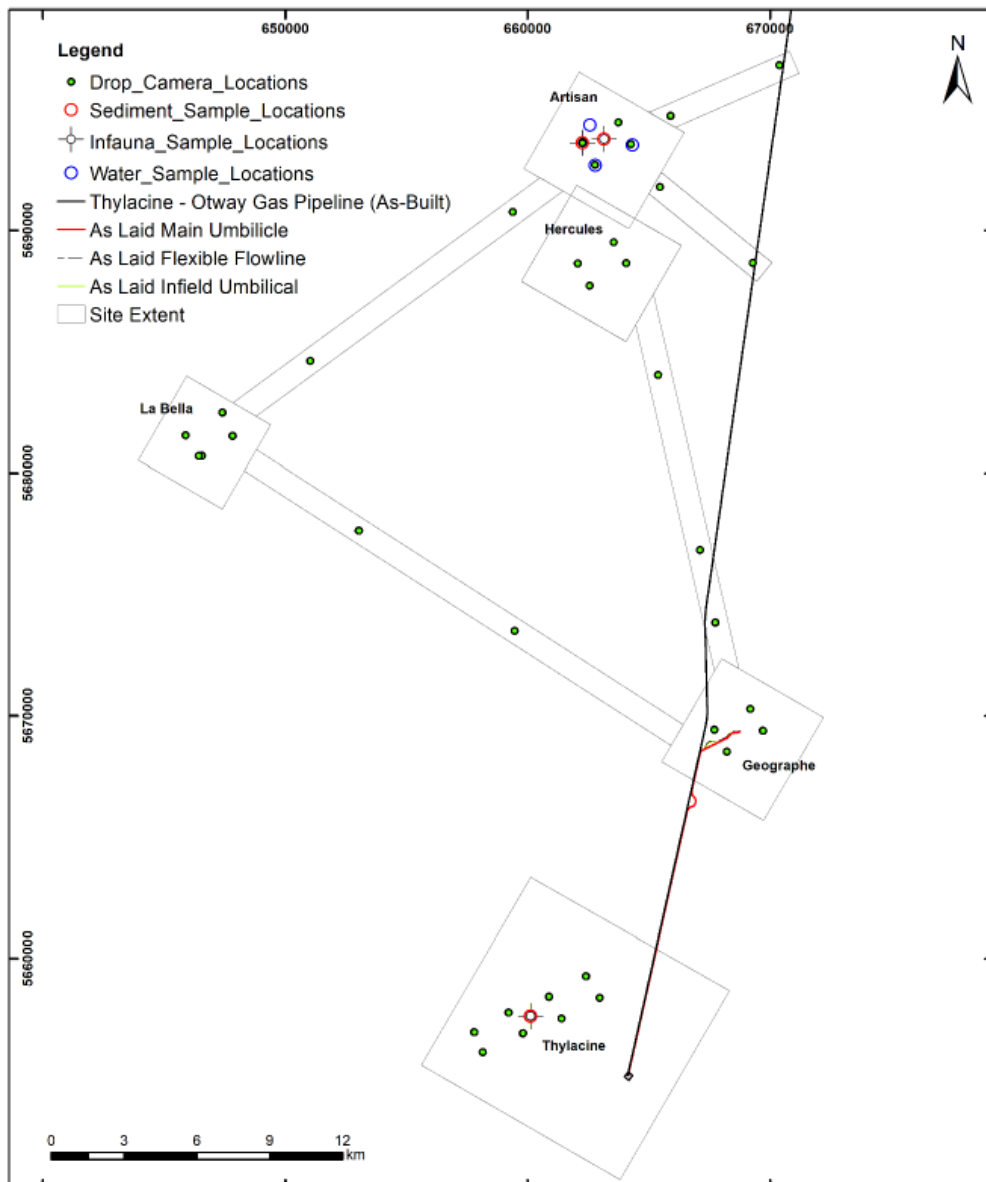 650000
660000
670000
Legend
Drop_Camera_Locations
Sediment_Sample_Locations
Infauna_Sample_Locations
Water_Sample_Locations
Thylacine - Otway Gas Pipeline (As-Built)
As Laid Main Umbilicle
As Laid Flexible Flowline
As Laid Infield Umbilical
Site Extent
N
Artisan
5690000
Hercules
La Bella
5680000
5670000
Geographe
5660000
Thylacine
0 3 6 9 12
km